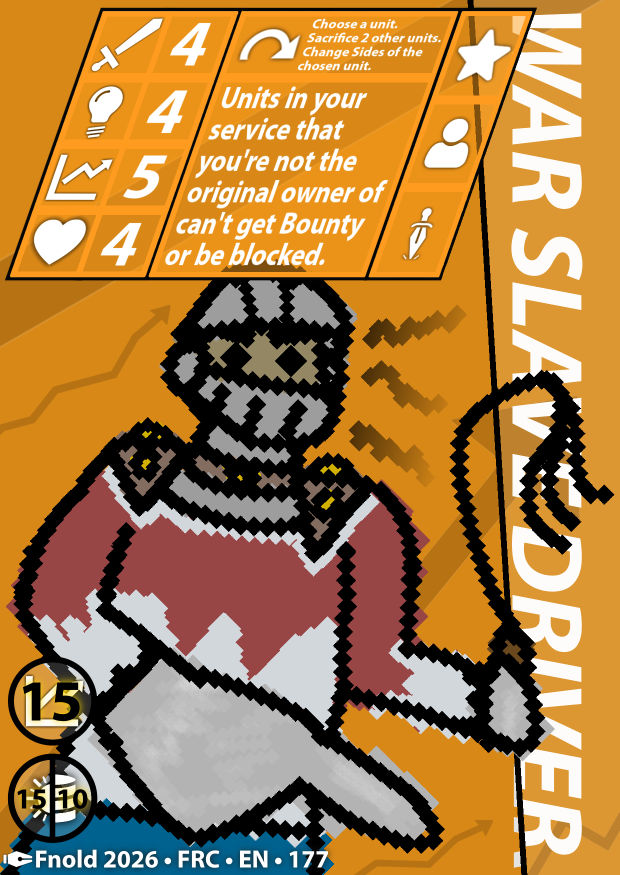 4
Choose a unit.
Sacrifice 2 other units.
Change Sides of the
chosen unit.
4
5
4
Units in your
service that
you're not the
original owner of
can't get Bounty
or be blocked.
WAR SLAVE DRIVER
15
15 10
Fnold 2026 • FRC • EN • 177